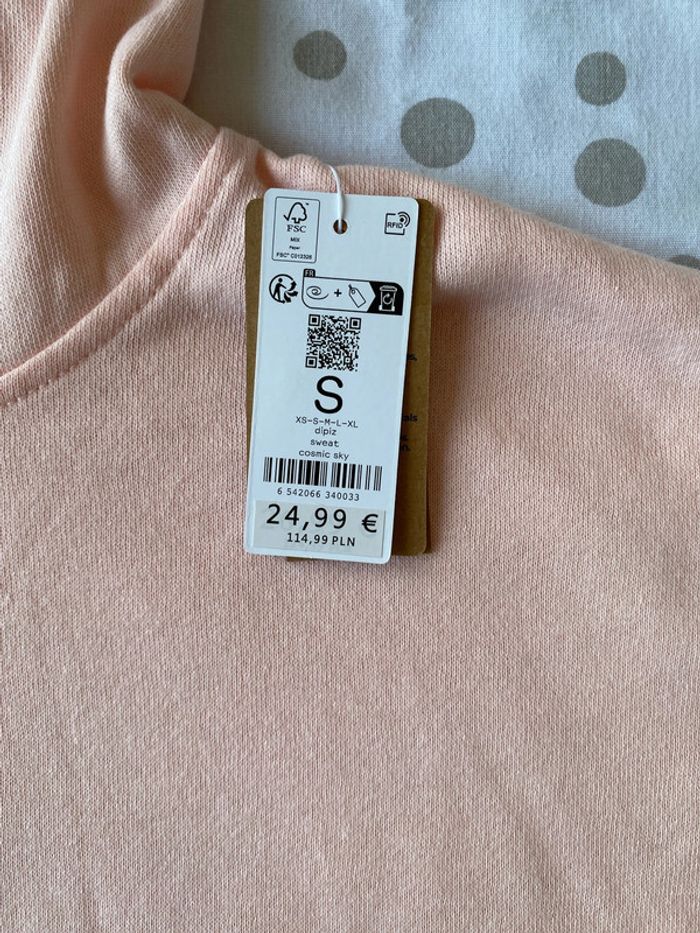 FSC
MIX
Paper
FSC® C013326
RFID
FR
+
S
XS-S-M-L-XL
dipiz
sweat
cosmic sky
6 542066 340033
24,99 €
114,99 PLN